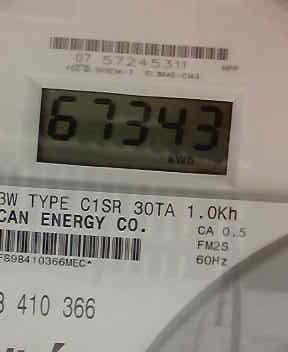 07 57245311
67343
kWh
3W TYPE C1SR 30TA 1.0Kh
CAN ENERGY CO.
CA 0.5
FM2S
60Hz
F898410366MEC*
3 410 366